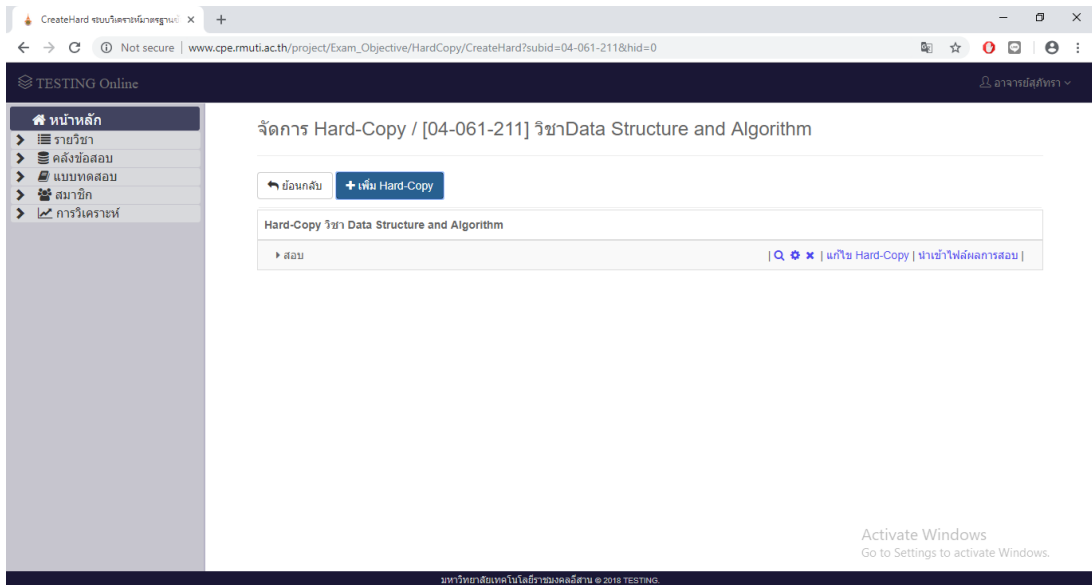 CreateHard ระบบวิเคราะห์มาตรฐานข้
Not secure | www.cpe.rmuti.ac.th/project/Exam_Objective/HardCopy/CreateHard?subid=04-061-211&hid=0
TESTING Online
อาจารย์สุภัทรา
หน้าหลัก
รายวิชา
คลังข้อสอบ
แบบทดสอบ
สมาชิก
การวิเคราะห์
จัดการ Hard-Copy / [04-061-211] วิชาData Structure and Algorithm
ย้อนกลับ
เพิ่ม Hard-Copy
Hard-Copy วิชา Data Structure and Algorithm
สอบ
| | แก้ไข Hard-Copy | นำเข้าไฟล์ผลการสอบ |
Activate Windows
Go to Settings to activate Windows.
มหาวิทยาลัยเทคโนโลยีราชมงคลอีสาน © 2018 TESTING.